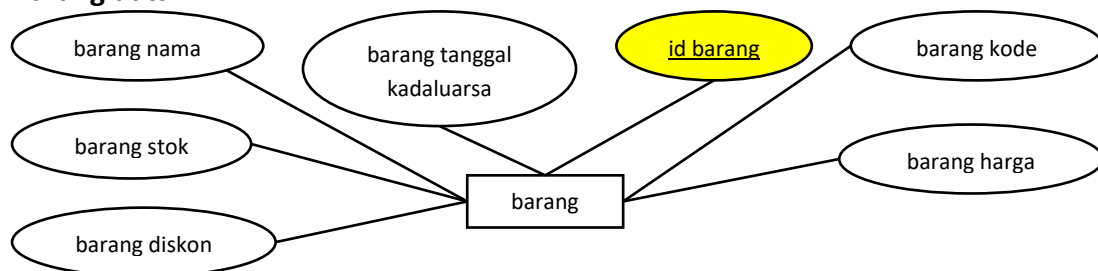 barang nama
barang tanggal
kadaluarsa
id barang
barang kode
barang stok
barang harga
barang
barang diskon